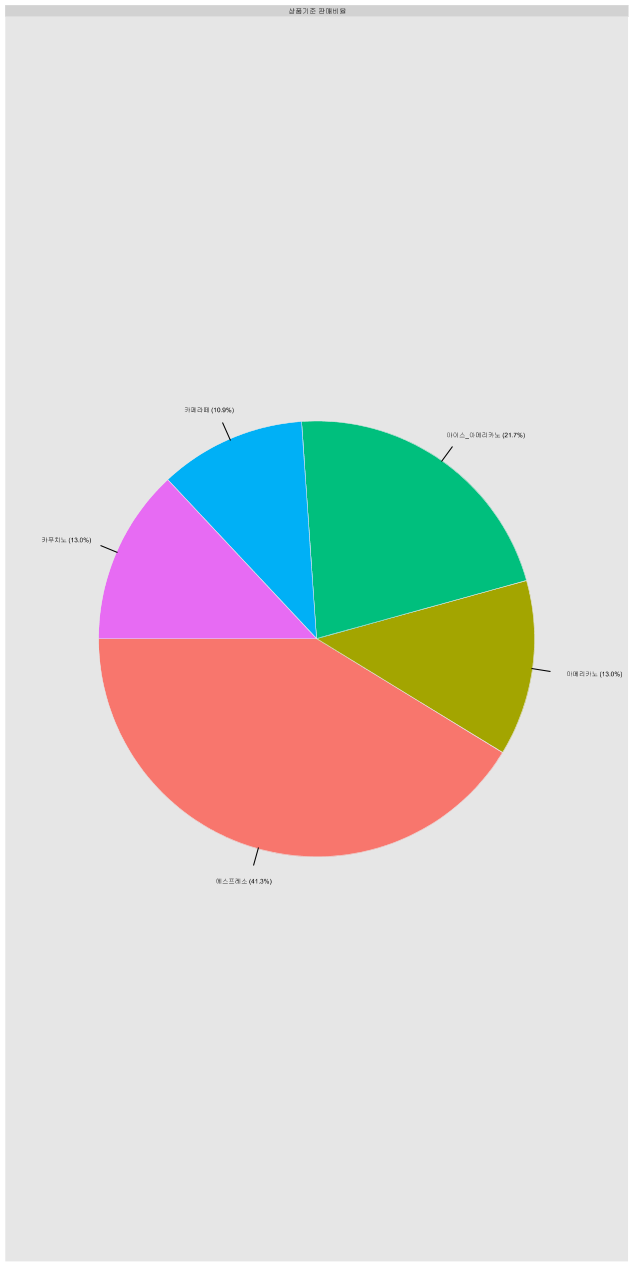 상품기준 판매비율
카페라떼 (10.9%)
아이스_아메리카노 (21.7%)
카푸치노 (13.0%)
아메리카노 (13.0%)
에스프레소 (41.3%)